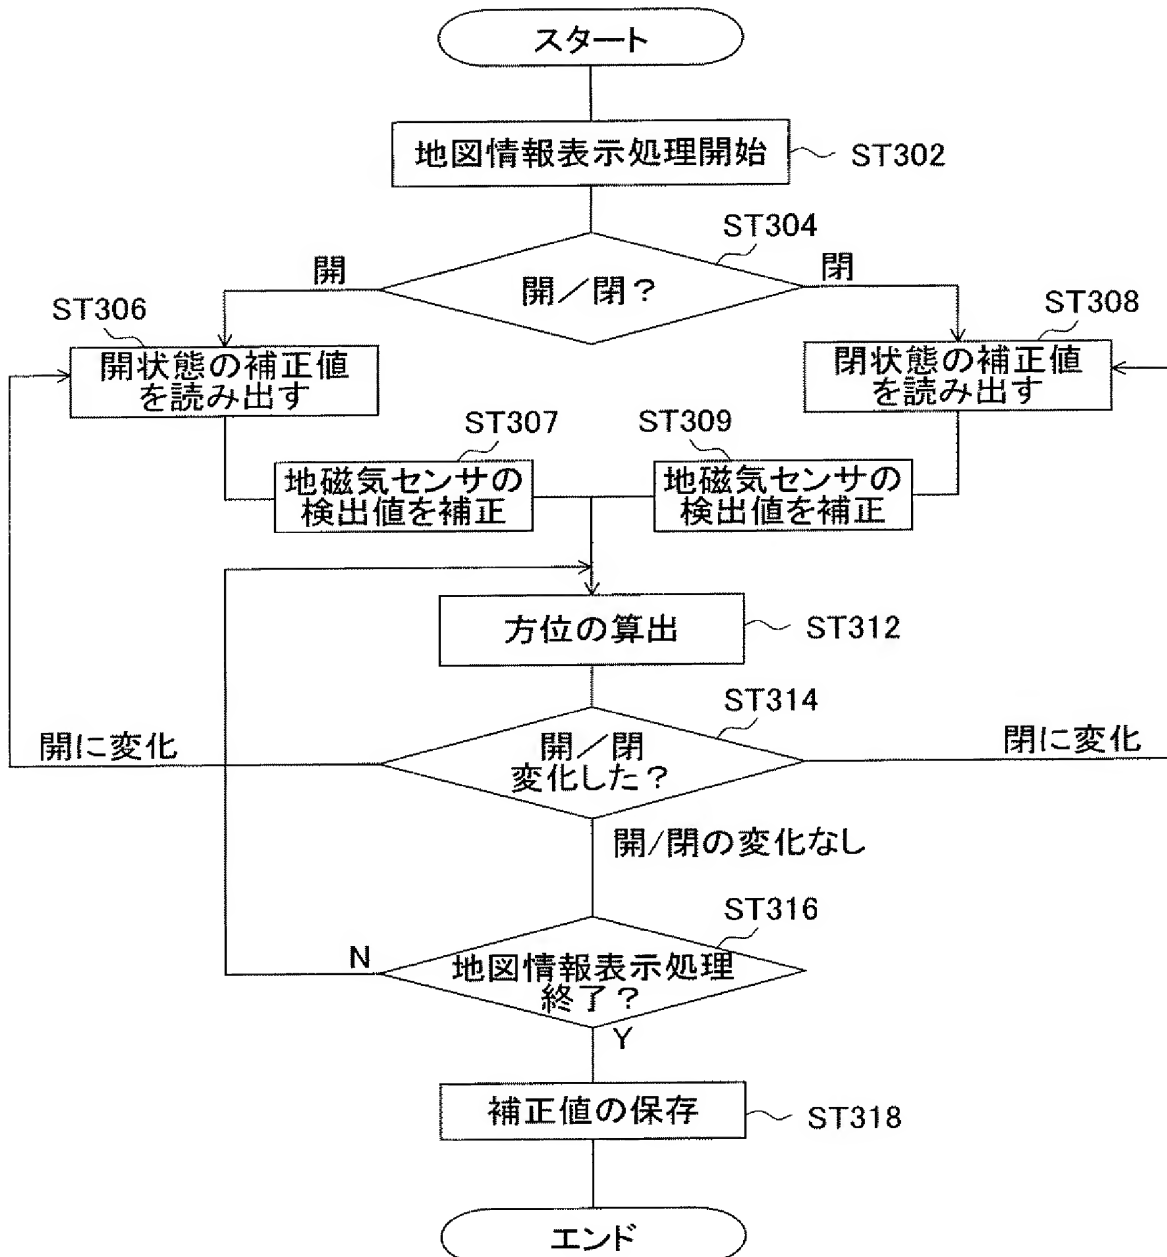 スタート
地図情報表示処理開始
ST302
ST304
開／閉？
開
閉
ST306
開状態の補正値
を読み出す
ST308
閉状態の補正値
を読み出す
ST307
地磁気センサの
検出値を補正
ST309
地磁気センサの
検出値を補正
方位の算出
ST312
ST314
開／閉
変化した？
開に変化
閉に変化
開/閉の変化なし
ST316
地図情報表示処理
終了？
N
Y
補正値の保存
ST318
エンド